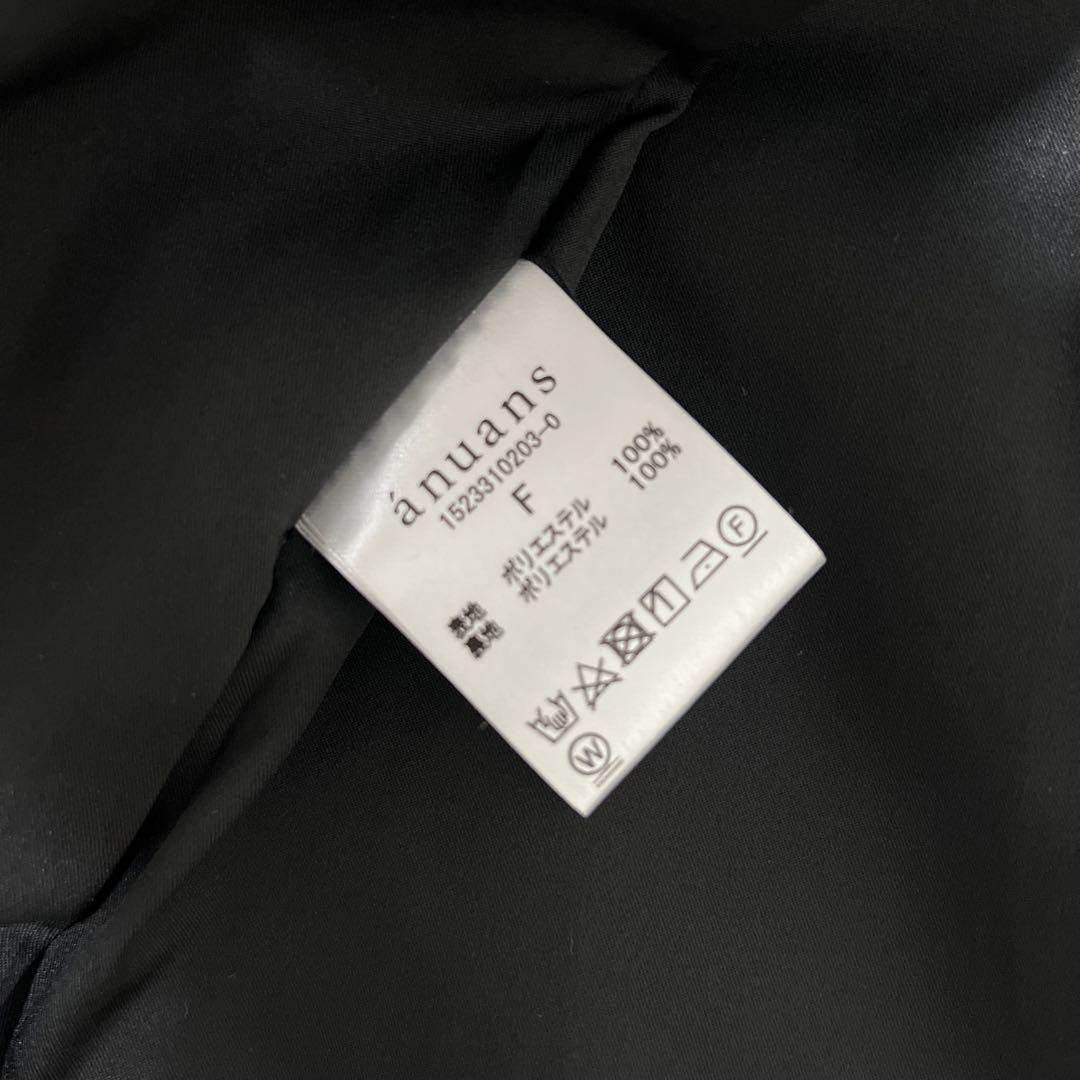 ánuans
1523310203-0
F
表地 ポリエステル 100%
裏地 ポリエステル 100%
F
W